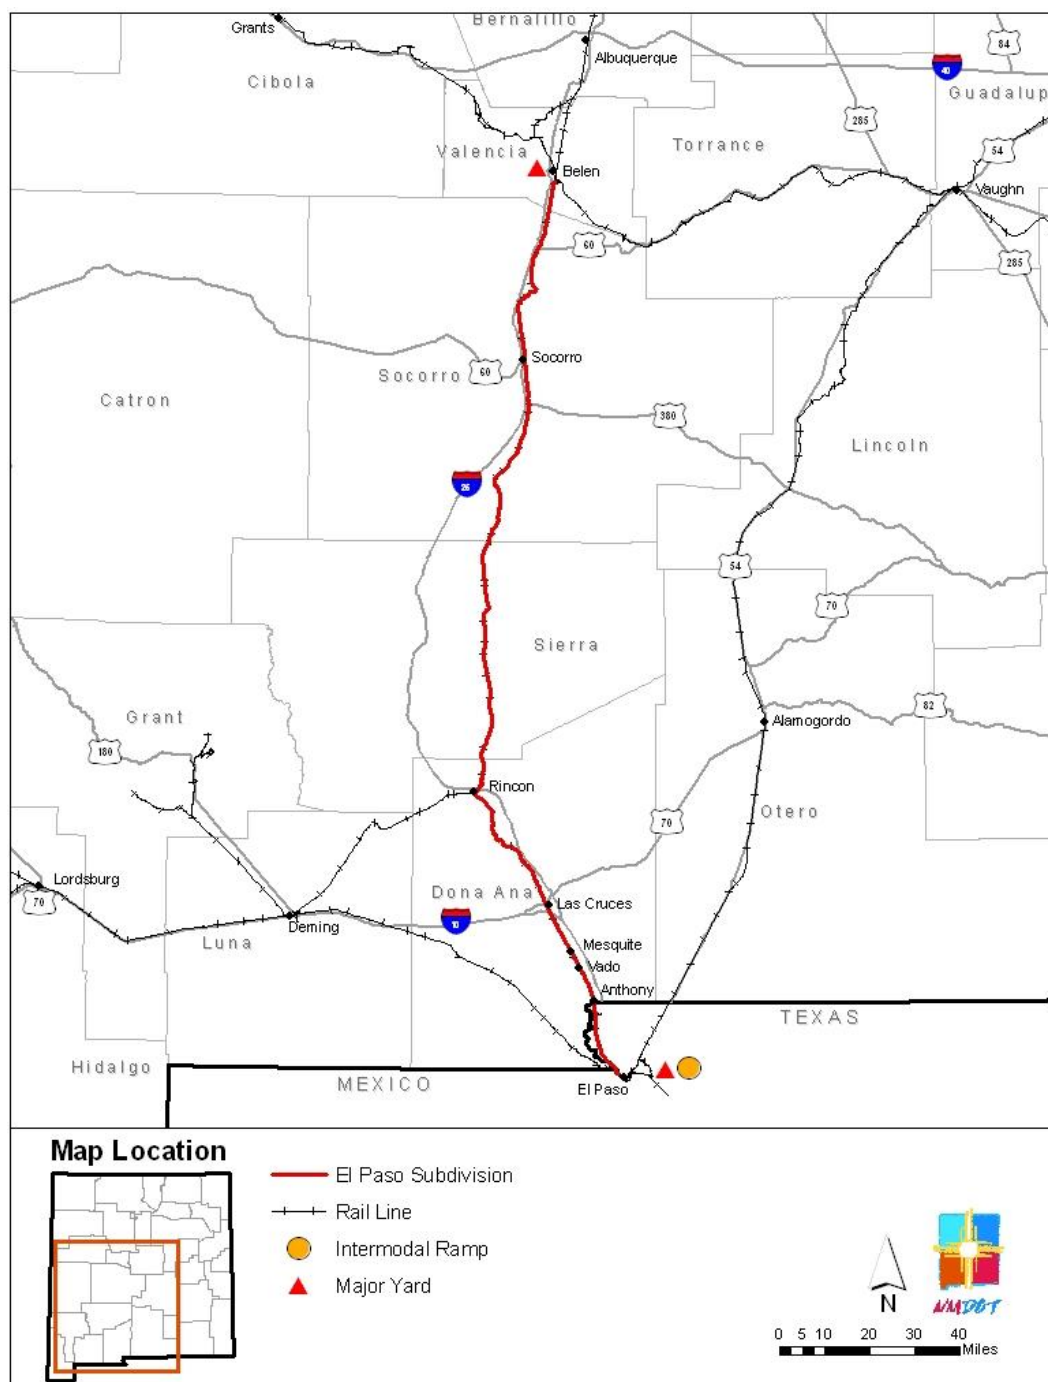 Bernalillo
Grants
Albuquerque
84
Cibola
40
Guadalup
285
Torrance
54
Valencia
Belen
Vaughn
60
285
Socorro
Socorro
60
Catron
380
Lincoln
25
54
70
Sierra
82
Grant
Alamogordo
180
Rincon
Otero
70
Lordsburg
Dona Ana
70
Las Cruces
10
Deming
Luna
Mesquite
Vado
Anthony
TEXAS
Hidalgo
MEXICO
El Paso
Map Location
El Paso Subdivision
Rail Line
Intermodal Ramp
Major Yard
N
NMDOT
0 5 10 20 30 40
Miles